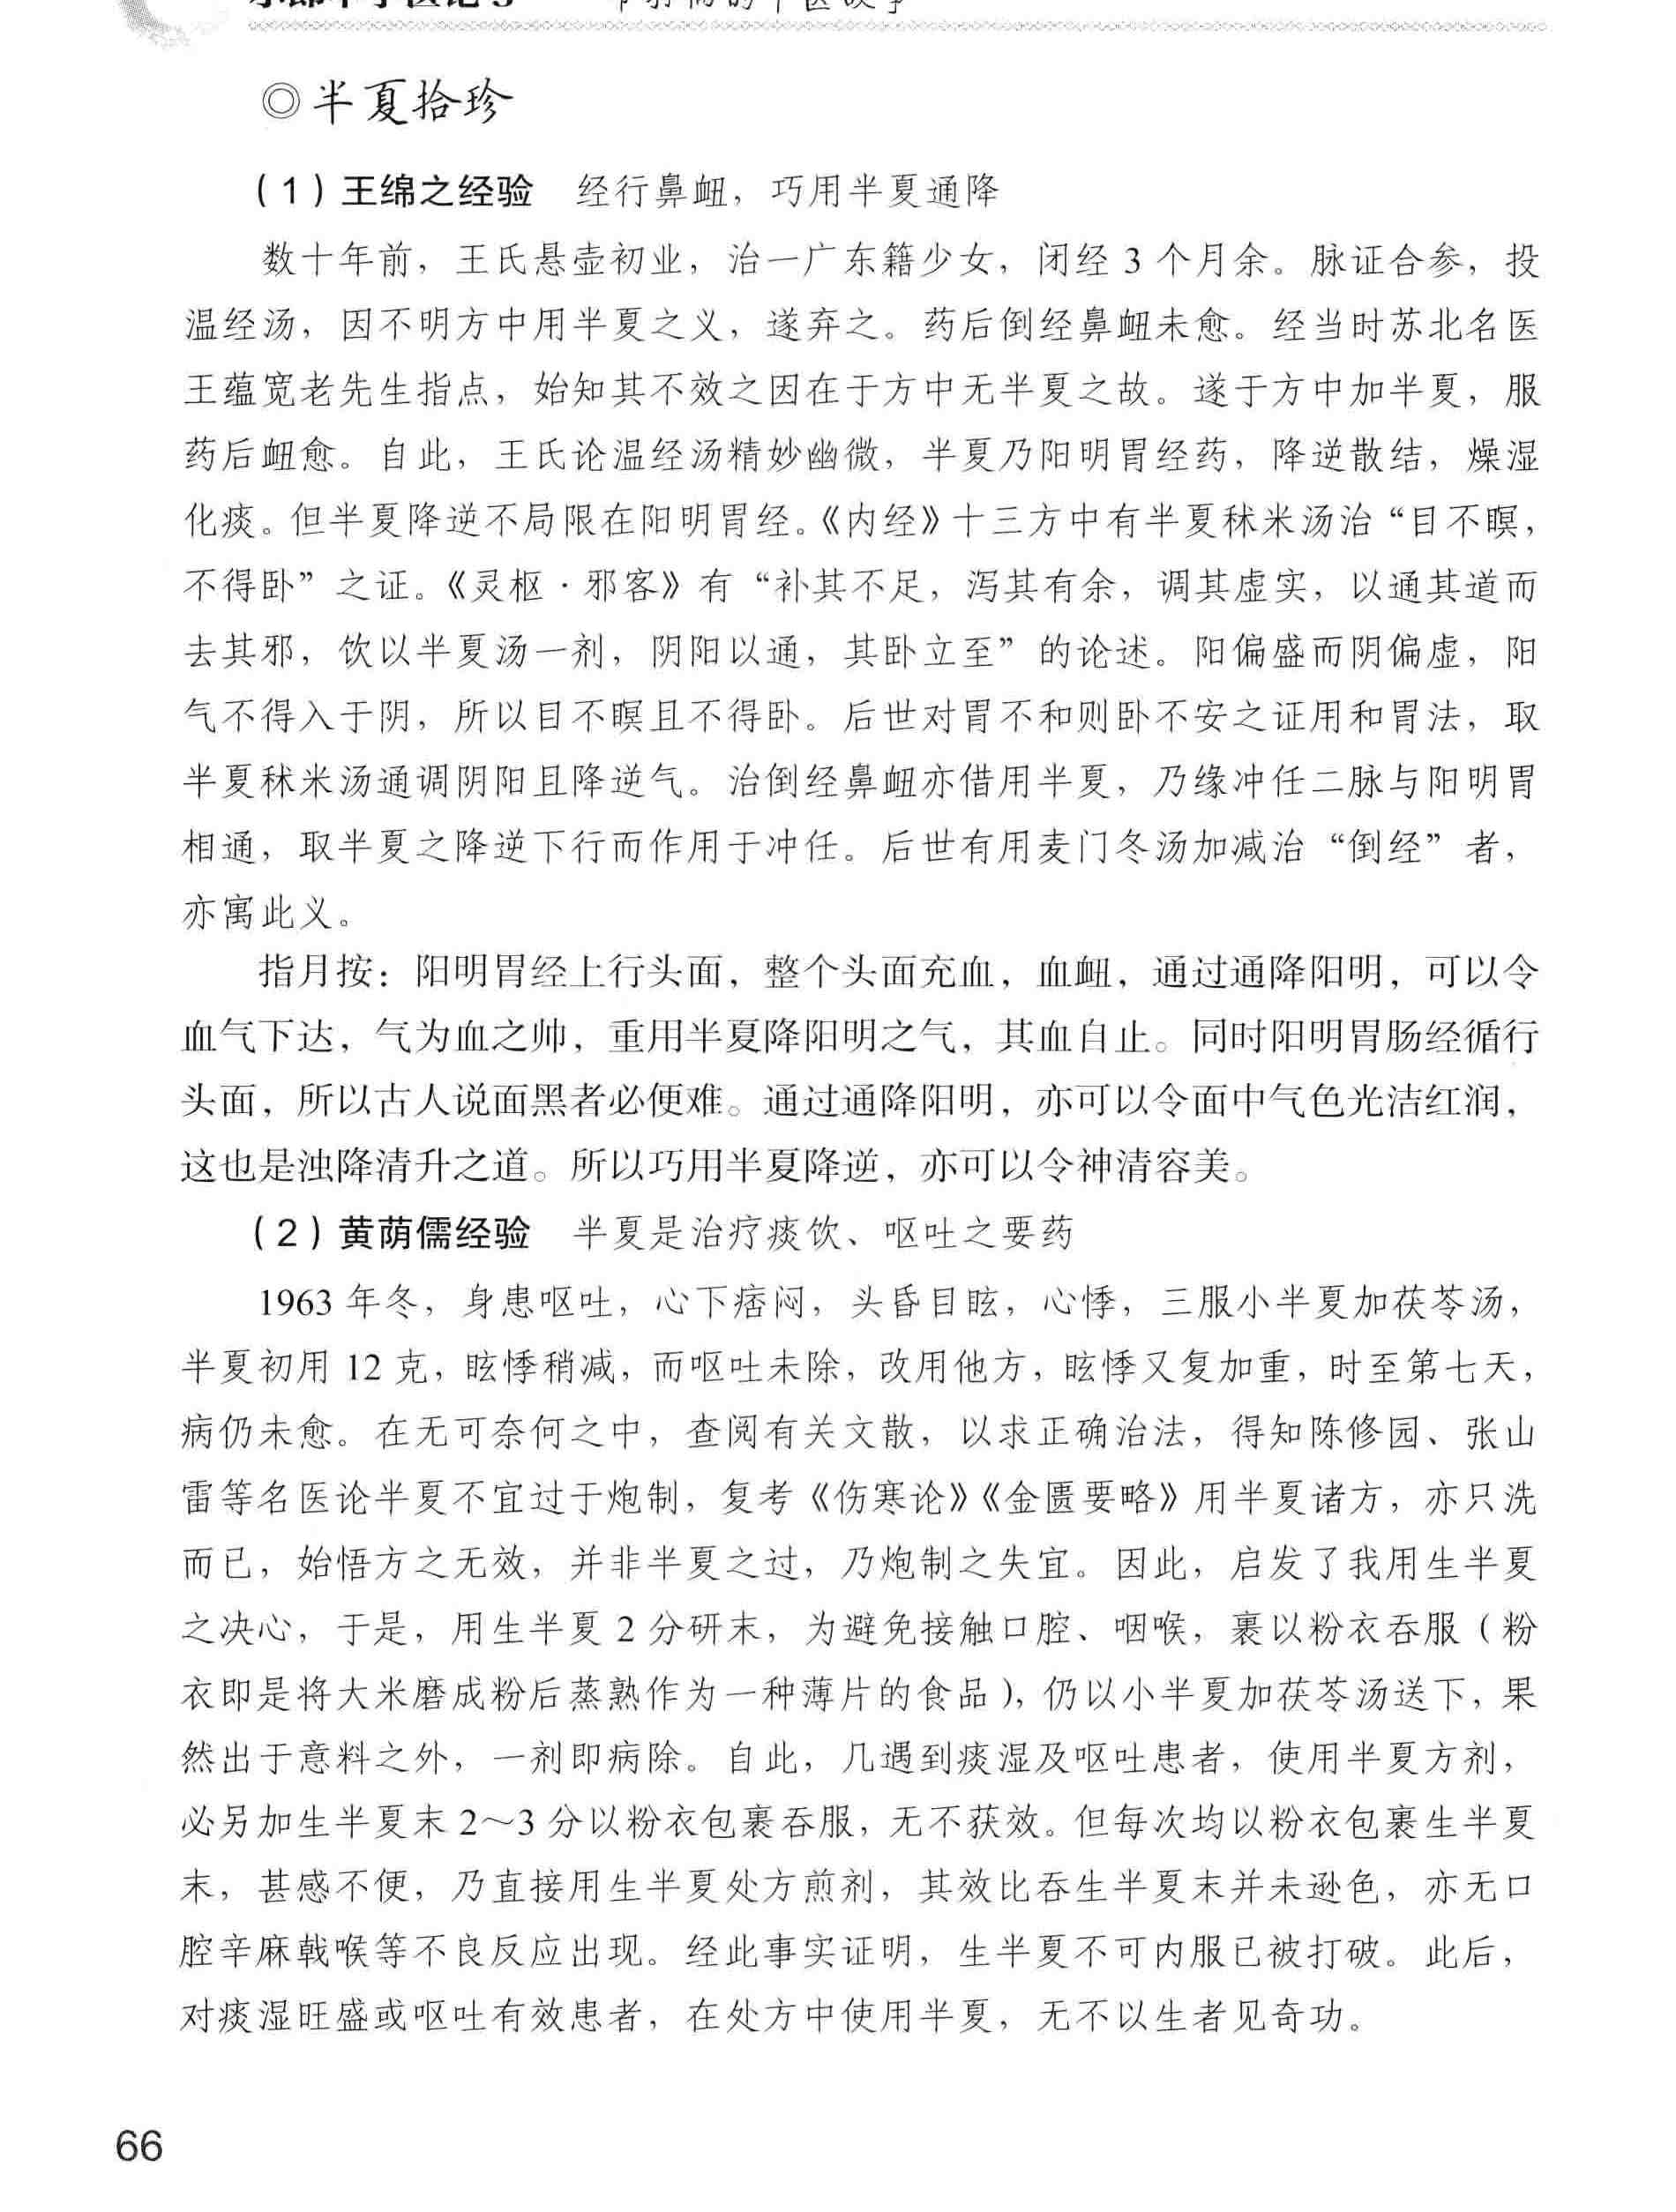 ◎半夏拾珍
（1）王绵之经验 经行鼻衄，巧用半夏通降
数十年前，王氏悬壶初业，治一广东籍少女，闭经 3 个月余。脉证合参，投
温经汤，因不明方中用半夏之义，遂弃之。药后倒经鼻衄未愈。经当时苏北名医
王蕴宽老先生指点，始知其不效之因在于方中无半夏之故。遂于方中加半夏，服
药后衄愈。自此，王氏论温经汤精妙幽微，半夏乃阳明胃经药，降逆散结，燥湿
化痰。但半夏降逆不局限在阳明胃经。《内经》十三方中有半夏秫米汤治“目不瞑，
不得卧”之证。《灵枢·邪客》有“补其不足，泻其有余，调其虚实，以通其道而
去其邪，饮以半夏汤一剂，阴阳以通，其卧立至”的论述。阳偏盛而阴偏虚，阳
气不得入于阴，所以目不瞑且不得卧。后世对胃不和则卧不安之证用和胃法，取
半夏秫米汤通调阴阳且降逆气。治倒经鼻衄亦借用半夏，乃缘冲任二脉与阳明胃
相通，取半夏之降逆下行而作用于冲任。后世有用麦门冬汤加减治“倒经”者，
亦寓此义。
指月按：阳明胃经上行头面，整个头面充血，血衄，通过通降阳明，可以令
血气下达，气为血之帅，重用半夏降阳明之气，其血自止。同时阳明胃肠经循行
头面，所以古人说面黑者必便难。通过通降阳明，亦可以令面中气色光洁红润，
这也是浊降清升之道。所以巧用半夏降逆，亦可以令神清容美。
（2）黄荫儒经验 半夏是治疗痰饮、呕吐之要药
1963 年冬，身患呕吐，心下痞闷，头昏目眩，心悸，三服小半夏加茯苓汤，
半夏初用 12 克，眩悸稍减，而呕吐未除，改用他方，眩悸又复加重，时至第七天，
病仍未愈。在无可奈何之中，查阅有关文散，以求正确治法，得知陈修园、张山
雷等名医论半夏不宜过于炮制，复考《伤寒论》《金匮要略》用半夏诸方，亦只洗
而已，始悟方之无效，并非半夏之过，乃炮制之失宜。因此，启发了我用生半夏
之决心，于是，用生半夏 2 分研末，为避免接触口腔、咽喉，裹以粉衣吞服（粉
衣即是将大米磨成粉后蒸熟作为一种薄片的食品），仍以小半夏加茯苓汤送下，果
然出于意料之外，一剂即病除。自此，几遇到痰湿及呕吐患者，使用半夏方剂，
必另加生半夏末 2～3 分以粉衣包裹吞服，无不获效。但每次均以粉衣包裹生半夏
末，甚感不便，乃直接用生半夏处方煎剂，其效比吞生半夏末并未逊色，亦无口
腔辛麻戟喉等不良反应出现。经此事实证明，生半夏不可内服已被打破。此后，
对痰湿旺盛或呕吐有效患者，在处方中使用半夏，无不以生者见奇功。
66